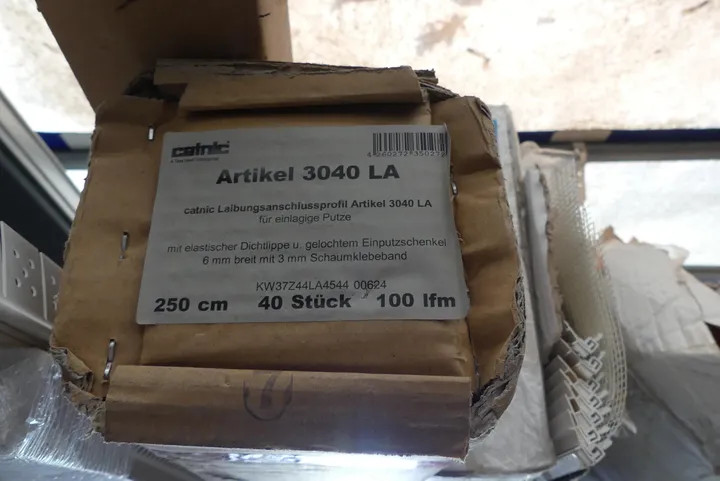 catnic
Artikel 3040 LA
catnic Laibungsanschlussprofil Artikel 3040 LA
für einlagige Putze
mit elastischer Dichtlippe u. gelochtem Einputzschenkel
6 mm breit mit 3 mm Schaumklebeband
KW37Z44LA4544 00624
250 cm 40 Stück 100 lfm